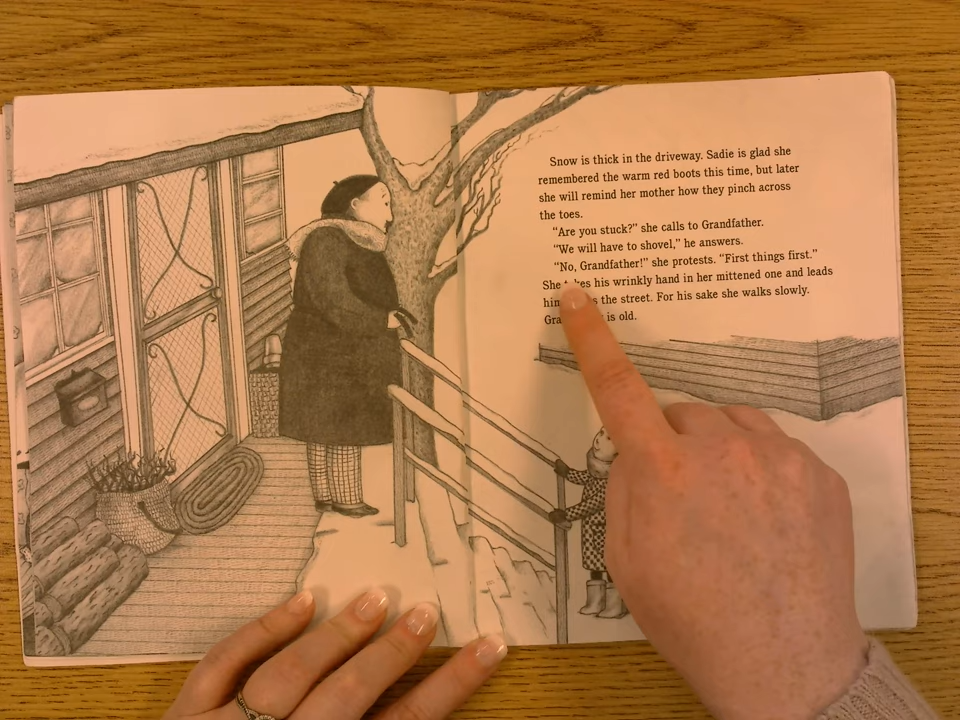 Snow is thick in the driveway. Sadie is glad she
remembered the warm red boots this time, but later
she will remind her mother how they pinch across
the toes.
“Are you stuck?” she calls to Grandfather.
“We will have to shovel,” he answers.
“No, Grandfather!” she protests. “First things first.”
She takes his wrinkly hand in her mittened one and leads
the street. For his sake she walks slowly.
is old.